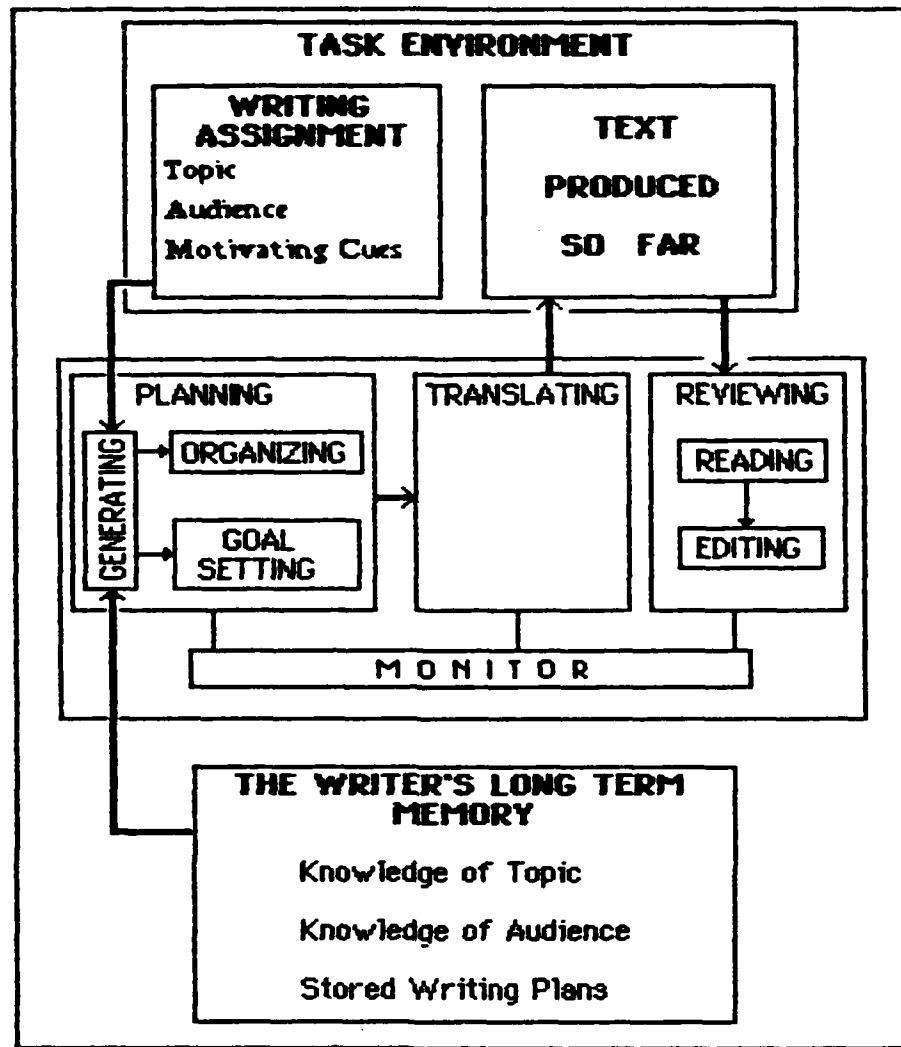 TASK ENVIRONMENT
WRITING
ASSIGNMENT
Topic
Audience
Motivating Cues
TEXT
PRODUCED
SO FAR
PLANNING
GENERATING
ORGANIZING
GOAL
SETTING
TRANSLATING
REVIEWING
READING
EDITING
MONITOR
THE WRITER'S LONG TERM
MEMORY
Knowledge of Topic
Knowledge of Audience
Stored Writing Plans